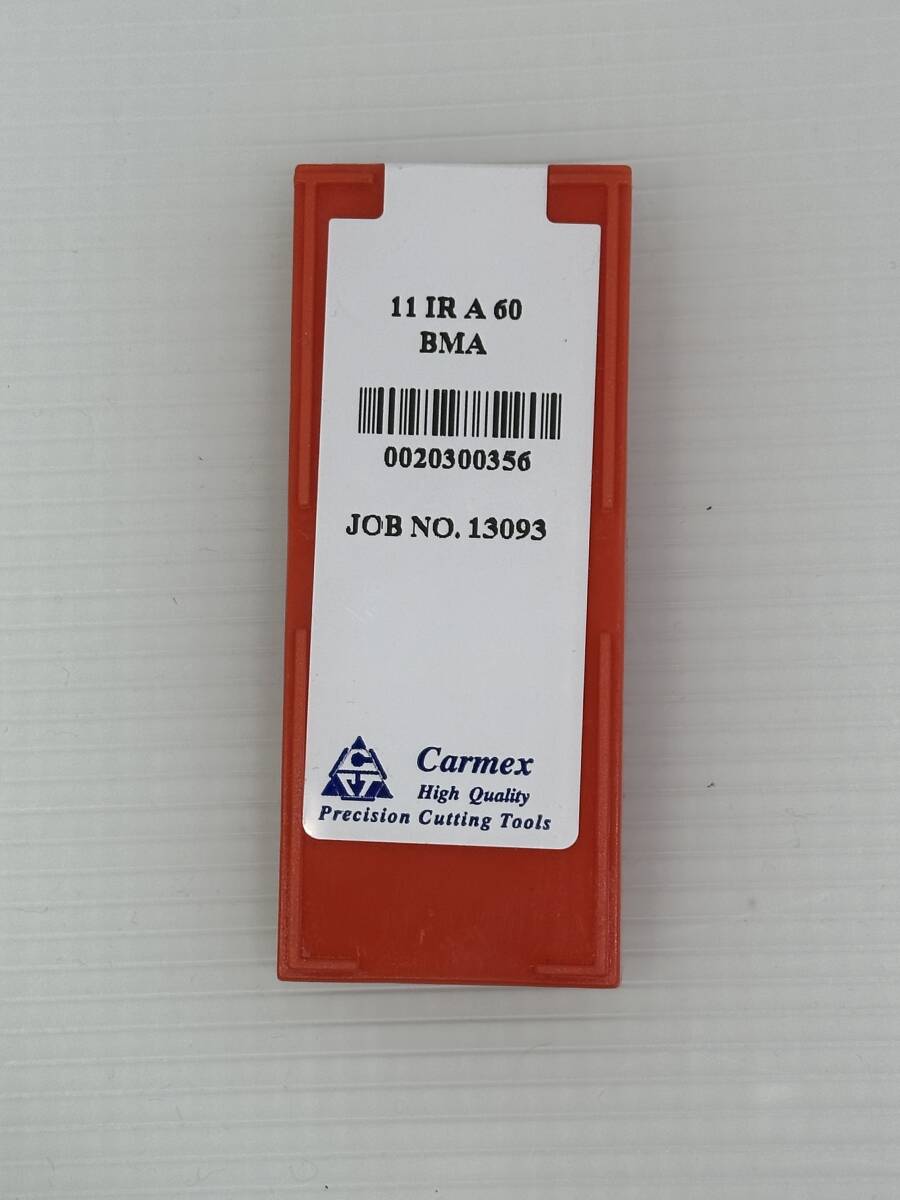 11 IR A 60
BMA
0020300356
JOB NO. 13093
Carmex
High Quality
Precision Cutting Tools